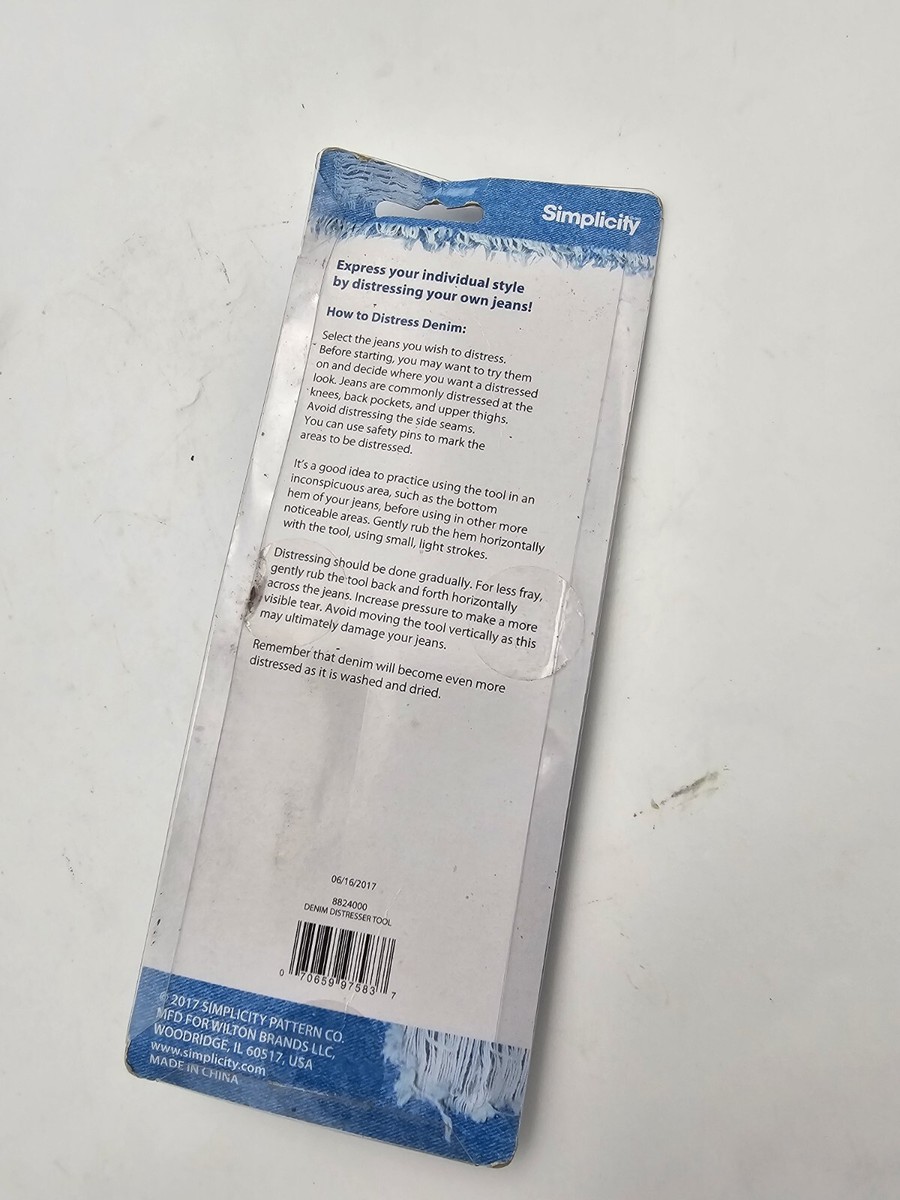 Simplicity
Express your individual style
by distressing your own jeans!
How to Distress Denim:
Select the jeans you wish to distress.
Before starting, you may want to try them
on and decide where you want a distressed
look. Jeans are commonly distressed at the
knees, back pockets, and upper thighs.
Avoid distressing the side seams.
You can use safety pins to mark the
areas to be distressed.
It's a good idea to practice using the tool in an
inconspicuous area, such as the bottom
hem of your jeans, before using in other more
noticeable areas. Gently rub the hem horizontally
with the tool, using small, light strokes.
Distressing should be done gradually. For less fray,
gently rub the tool back and forth horizontally
across the jeans. Increase pressure to make a more
visible tear. Avoid moving the tool vertically as this
may ultimately damage your jeans.
Remember that denim will become even more
distressed as it is washed and dried.
06/16/2017
8824000
DENIM DISTRESSER TOOL
0 70659 97583 7
© 2017 SIMPLICITY PATTERN CO.
MFD FOR WILTON BRANDS LLC,
WOODRIDGE, IL 60517, USA
www.simplicity.com
MADE IN CHINA